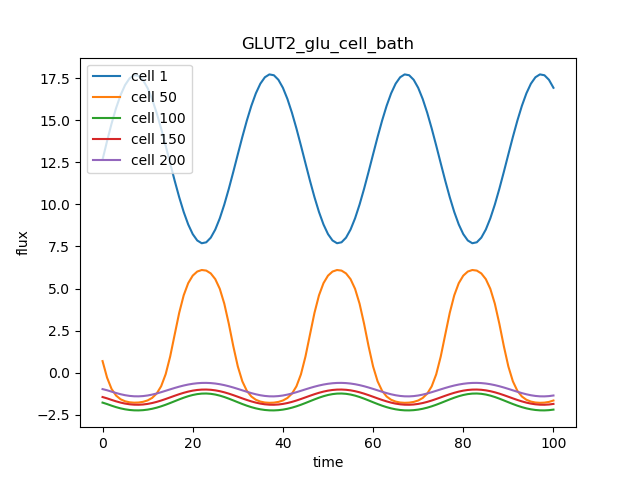 GLUT2_glu_cell_bath
flux
17.5
15.0
12.5
10.0
7.5
5.0
2.5
0.0
−2.5
cell 1
cell 50
cell 100
cell 150
cell 200
0
20
40
60
80
100
time